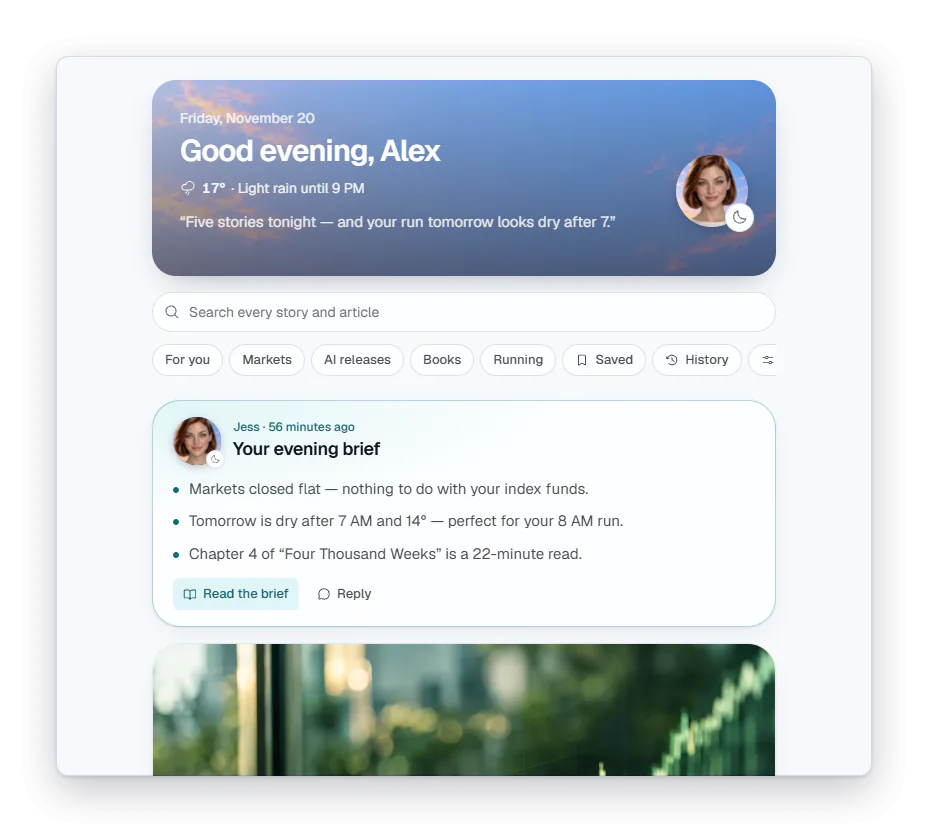 Friday, November 20
Good evening, Alex
17° · Light rain until 9 PM
“Five stories tonight — and your run tomorrow looks dry after 7.”
Search every story and article
For you
Markets
AI releases
Books
Running
Saved
History
Jess · 56 minutes ago
Your evening brief
Markets closed flat — nothing to do with your index funds.
Tomorrow is dry after 7 AM and 14° — perfect for your 8 AM run.
Chapter 4 of “Four Thousand Weeks” is a 22-minute read.
Read the brief
Reply